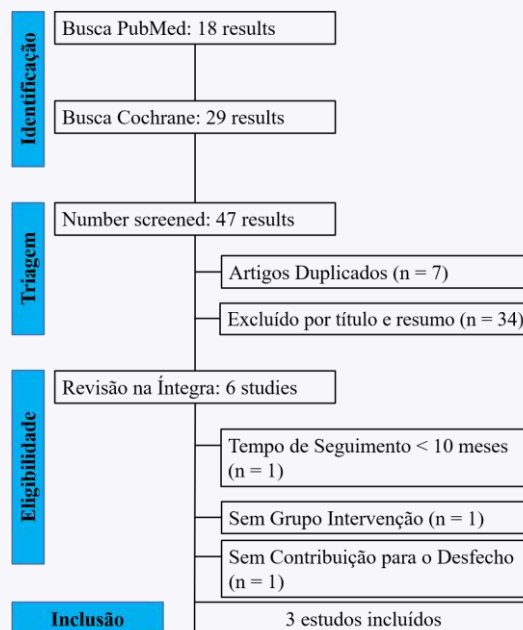 Identificação
Busca PubMed: 18 results
Busca Cochrane: 29 results
Triagem
Number screened: 47 results
Artigos Duplicados (n = 7)
Excluído por título e resumo (n = 34)
Eligibilidade
Revisão na Íntegra: 6 studies
Tempo de Seguimento < 10 meses
(n = 1)
Sem Grupo Intervenção (n = 1)
Sem Contribuição para o Desfecho
(n = 1)
Inclusão
3 estudos incluídos